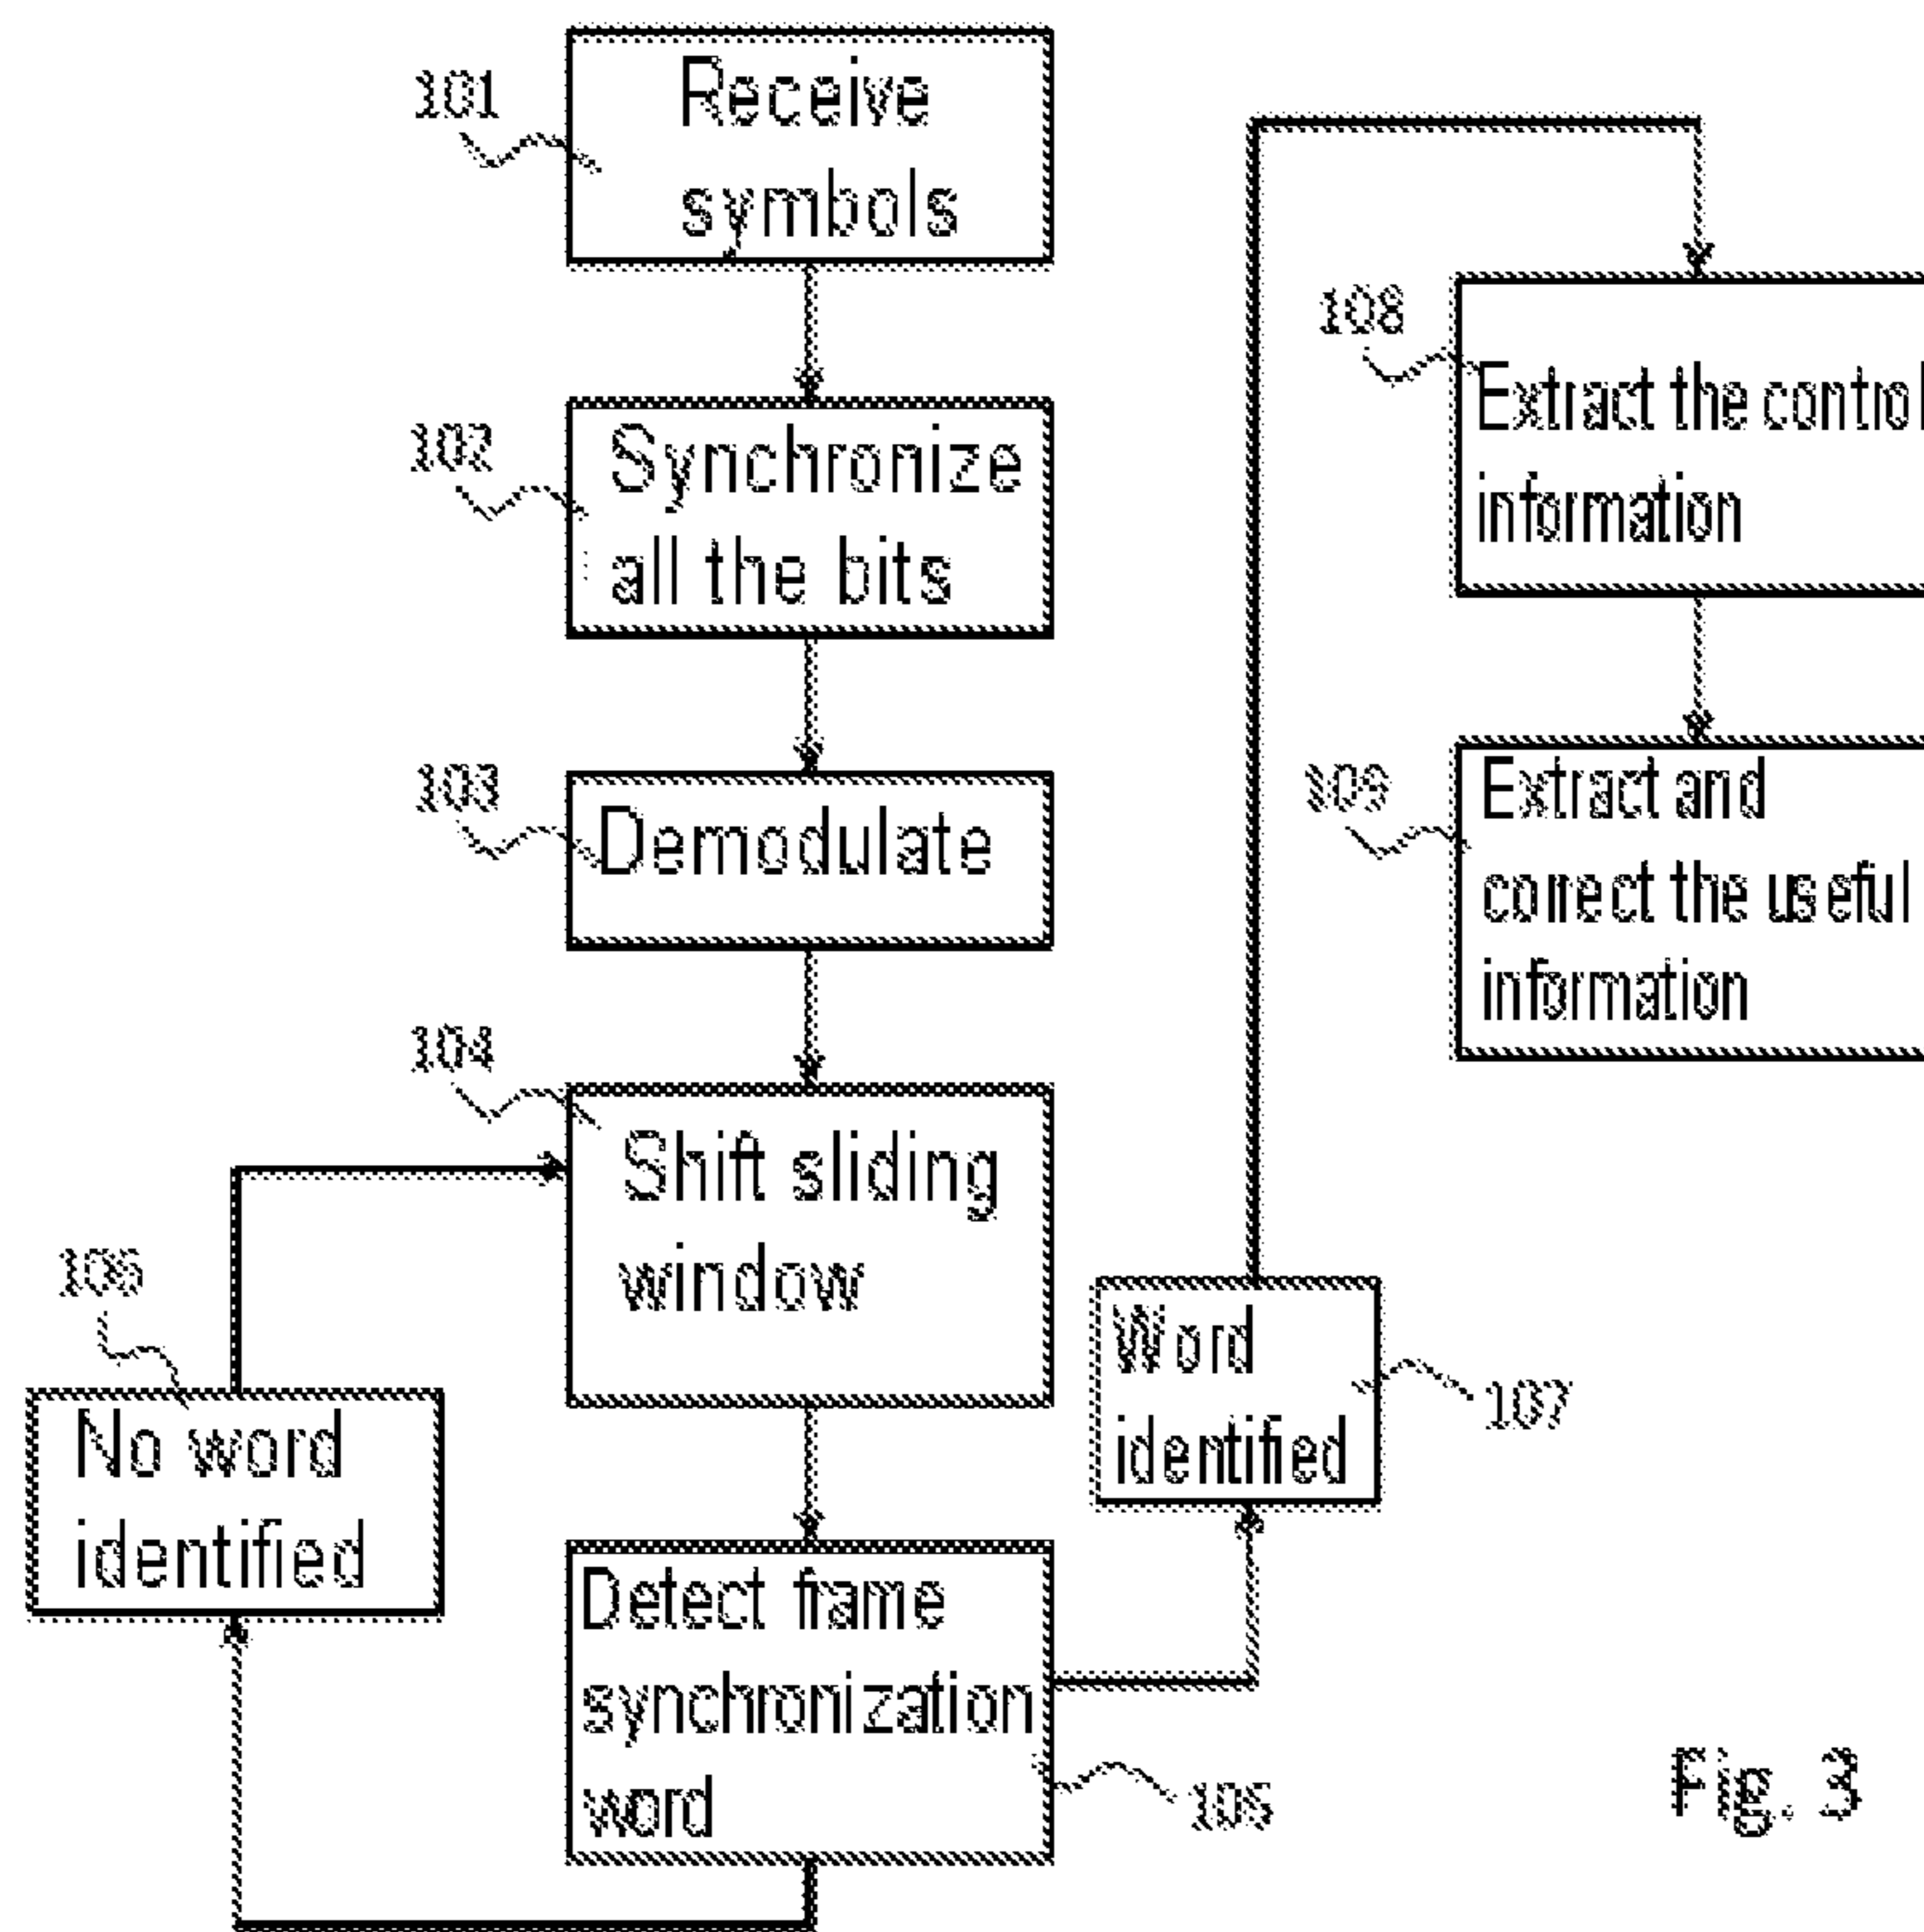 101
Receive
symbols
102
Synchronize
all the bits
103
Demodulate
104
Shift sliding
window
106
No word
identified
Detect frame
synchronization
word
105
Word
identified
107
108
Extract the control
information
109
Extract and
correct the useful
information
Fig. 3